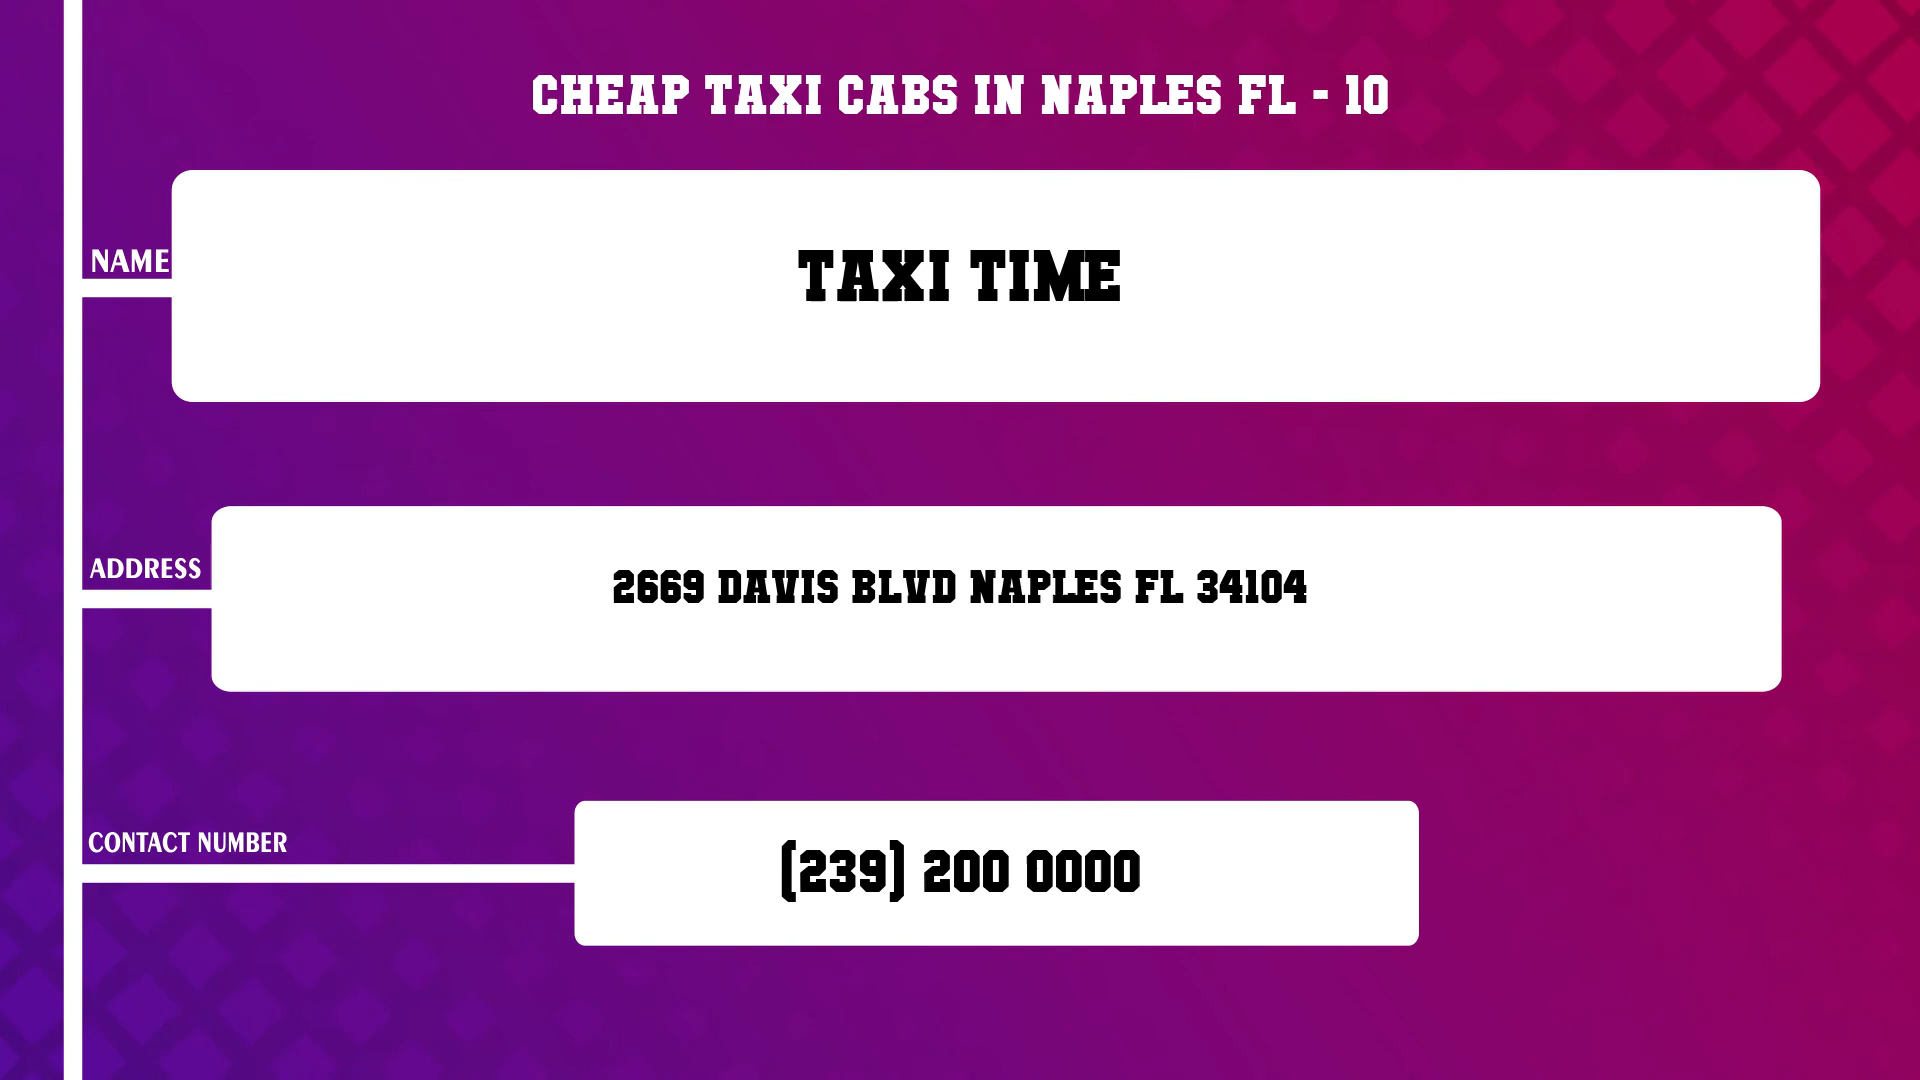 CHEAP TAXI CABS IN NAPLES FL - 10
NAME
TAXI TIME
ADDRESS
2669 DAVIS BLVD NAPLES FL 34104
CONTACT NUMBER
(239) 200 0000